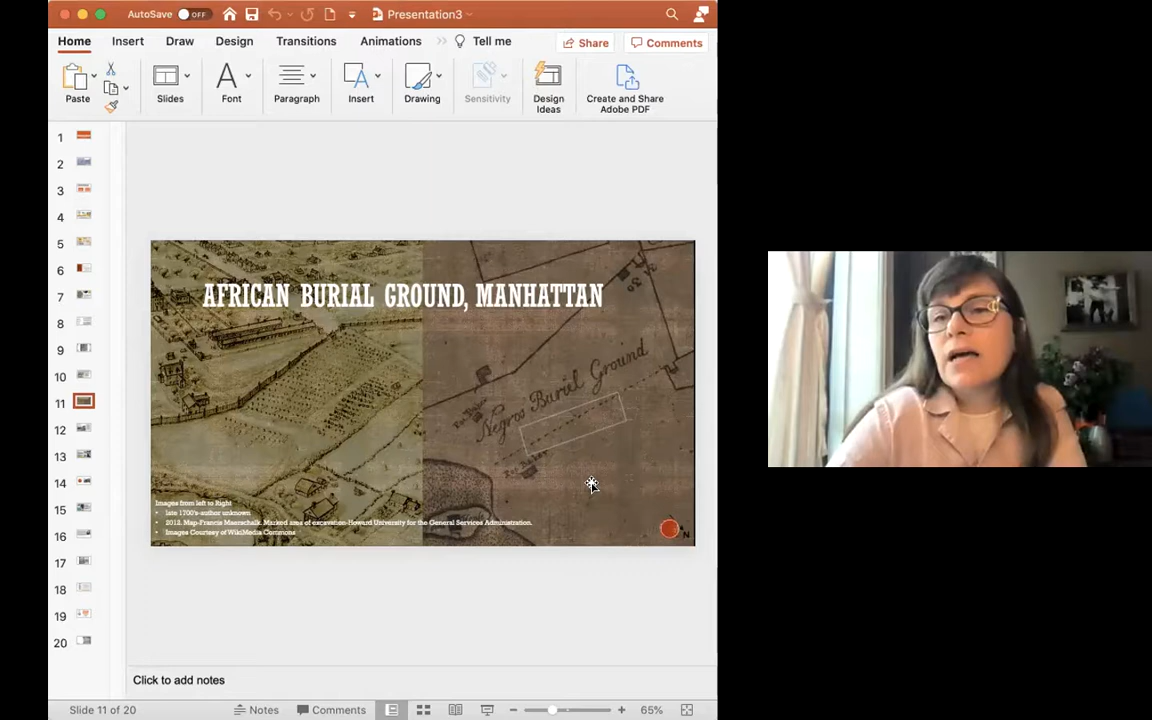 AutoSave OFF Presentation3
Home Insert Draw Design Transitions Animations Tell me Share Comments
Paste Slides Font Paragraph Insert Drawing Sensitivity Design Ideas Create and Share Adobe PDF
1
2
3
4
5
6
7
8
9
10
11
12
13
14
15
16
17
18
19
20
AFRICAN BURIAL GROUND, MANHATTAN
Negros Buriel Ground
Images from left to Right
• late 1700's-author unknown
• 2012. Map-Francis Maerschalk. Marked area of excavation-Howard University for the General Services Administration.
• Images Courtesy of WikiMedia Commons
N
Click to add notes
Slide 11 of 20 Notes Comments 65%